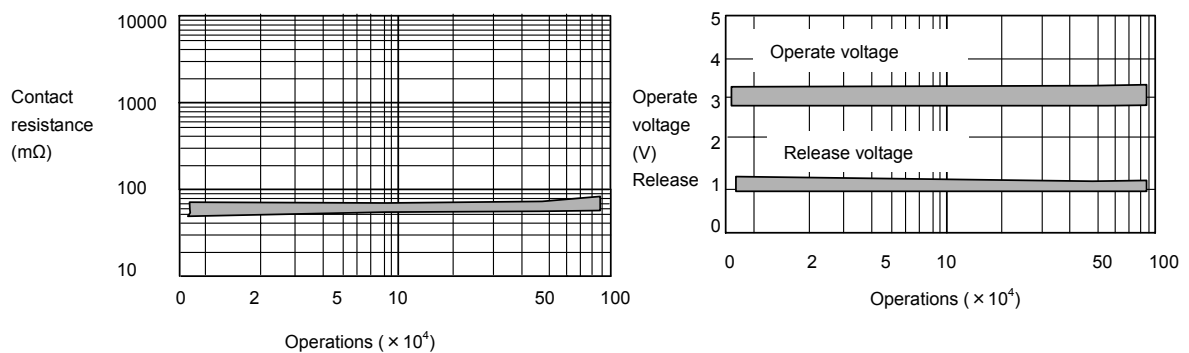 10000
1000
100
10
Contact
resistance
(mΩ)
0 2 5 10 50 100
Operations ( × 10⁴)
5
4
3
2
1
0
Operate voltage
Release voltage
Operate
voltage
(V)
Release
0 2 5 10 50 100
Operations ( × 10⁴)